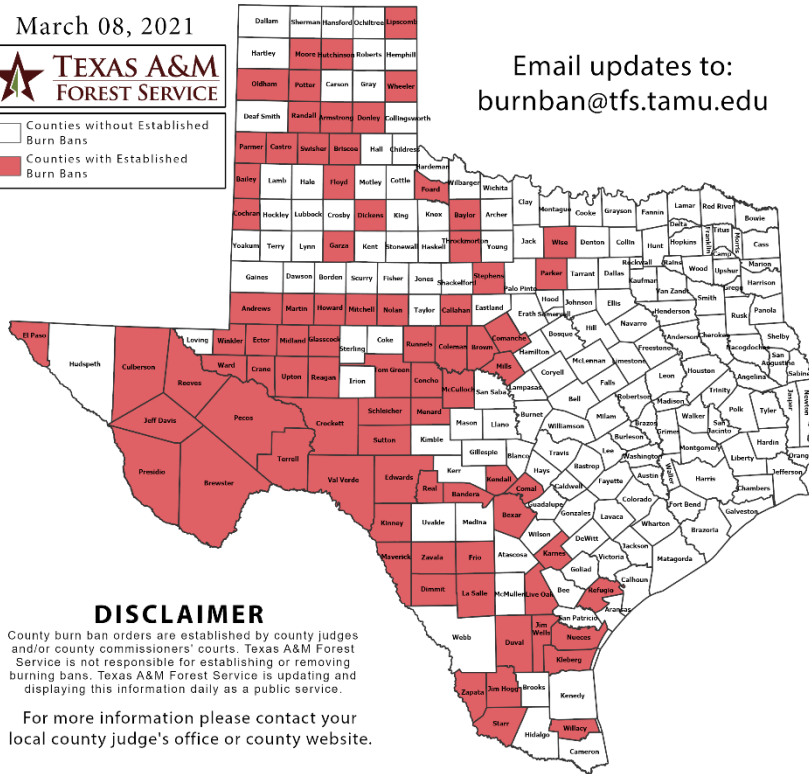 March 08, 2021
TEXAS A&M
FOREST SERVICE
Counties without Established
Burn Bans
Counties with Established
Burn Bans
Email updates to:
burnban@tfs.tamu.edu
Dallam Sherman Hansford Ochiltree Lipscomb
Hartley Moore Hutchinson Roberts Hemphill
Oldham Potter Carson Gray Wheeler
Deaf Smith Randall Armstrong Donley Collingsworth
Parmer Castro Swisher Briscoe Hall Childress
Hardeman
Bailey Lamb Hale Floyd Motley Cottle Foard Wilbarger Wichita
Clay Montague Cooke Grayson Fannin Lamar Red River Bowie
Cochran Hockley Lubbock Crosby Dickens King Knox Baylor Archer
Delta Franklin Titus Morris Cass
Yoakum Terry Lynn Garza Kent Stonewall Haskell Throckmorton Young Jack Wise Denton Collin Hunt Hopkins Camp
Rockwall Rains Wood Upshur Marion
Gaines Dawson Borden Scurry Fisher Jones Shackelford Stephens Palo Pinto Parker Tarrant Dallas Kaufman Van Zandt Smith Gregg Harrison
Andrews Martin Howard Mitchell Nolan Taylor Callahan Eastland Erath Hood Somervell Johnson Ellis Henderson Rusk Panola
El Paso Hudspeth Culberson Loving Winkler Ector Midland Glasscock Sterling Coke Runnels Coleman Brown Comanche Bosque Hill Navarro Anderson Cherokee Nacogdoches Shelby
Reeves Ward Crane Upton Reagan Irion Tom Green Concho McCulloch Mills Hamilton Coryell McLennan Limestone Freestone Leon Houston Angelina San Augustine Sabine
Jeff Davis Pecos Crockett Schleicher Menard San Saba Lampasas Bell Falls Robertson Madison Trinity Polk Tyler Jasper Newton
Presidio Brewster Terrell Sutton Kimble Mason Llano Burnet Williamson Milam Brazos Grimes Walker San Jacinto Hardin Orange
Val Verde Edwards Kerr Gillespie Blanco Travis Lee Burleson Washington Montgomery Liberty Jefferson
Real Bandera Kendall Comal Hays Bastrop Caldwell Fayette Austin Waller Harris Chambers
Kinney Uvalde Medina Bexar Guadalupe Gonzales Lavaca Colorado Fort Bend Galveston
Maverick Zavala Frio Atascosa Wilson Karnes DeWitt Jackson Wharton Brazoria
Dimmit La Salle McMullen Live Oak Bee Goliad Victoria Calhoun Matagorda
Webb Duval Jim Wells San Patricio Refugio Aransas
Nueces
Kleberg
Zapata Jim Hogg Brooks Kenedy
Starr Hidalgo Willacy
Cameron
DISCLAIMER
County burn ban orders are established by county judges
and/or county commissioners' courts. Texas A&M Forest
Service is not responsible for establishing or removing
burning bans. Texas A&M Forest Service is updating and
displaying this information daily as a public service.
For more information please contact your
local county judge's office or county website.